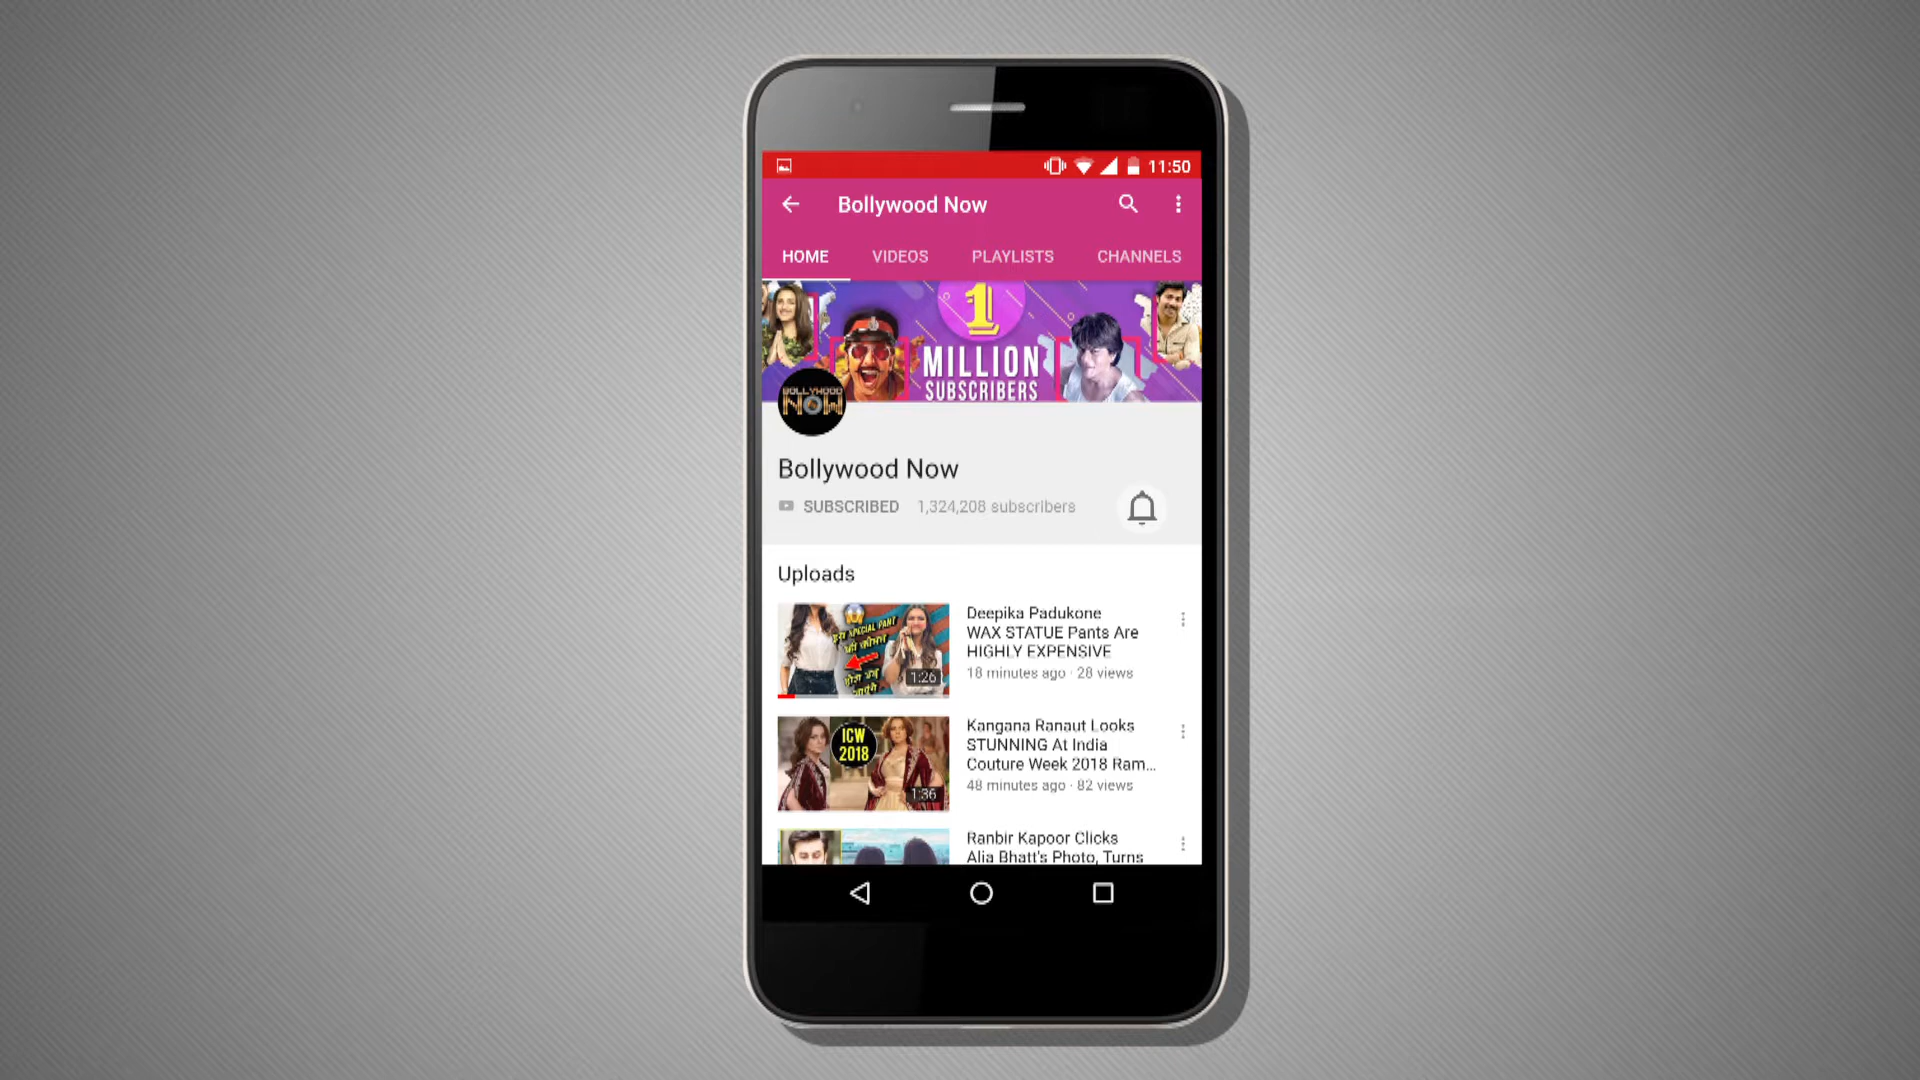 11:50
Bollywood Now
HOME VIDEOS PLAYLISTS CHANNELS
1
MILLION
SUBSCRIBERS
BOLLYWOOD
NOW
Bollywood Now
SUBSCRIBED 1,324,208 subscribers
Uploads
SPECIAL PANT
1:26
Deepika Padukone
WAX STATUE Pants Are
HIGHLY EXPENSIVE
18 minutes ago · 28 views
ICW
2018
1:36
Kangana Ranaut Looks
STUNNING At India
Couture Week 2018 Ram...
48 minutes ago · 82 views
Ranbir Kapoor Clicks
Alia Bhatt's Photo, Turns